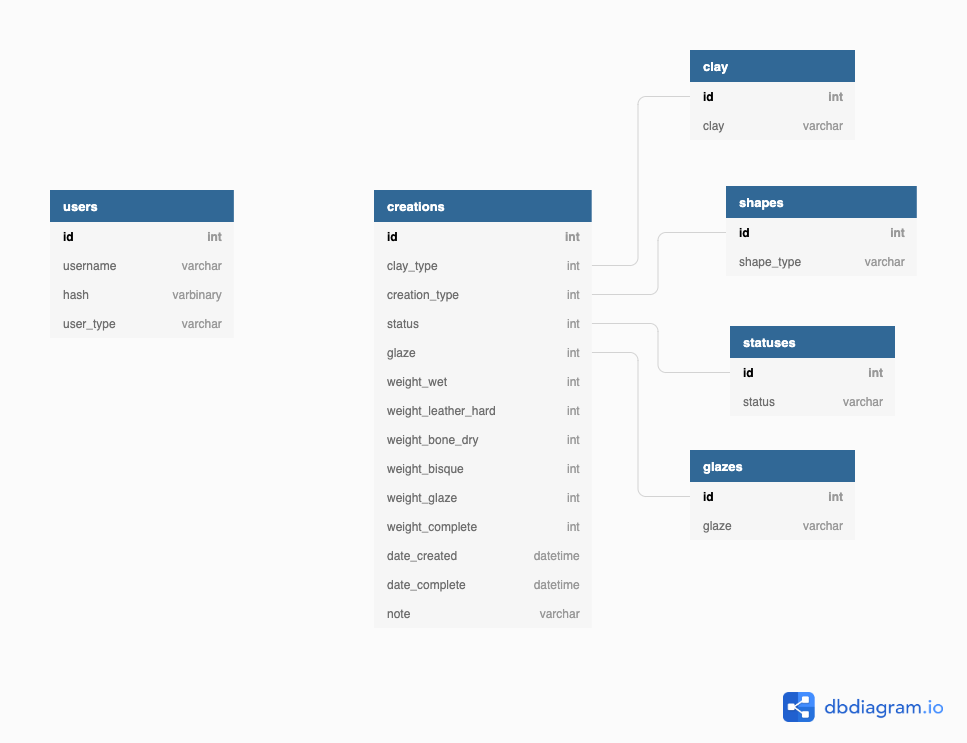 users
id int
username varchar
hash varbinary
user_type varchar
creations
id int
clay_type int
creation_type int
status int
glaze int
weight_wet int
weight_leather_hard int
weight_bone_dry int
weight_bisque int
weight_glaze int
weight_complete int
date_created datetime
date_complete datetime
note varchar
clay
id int
clay varchar
shapes
id int
shape_type varchar
statuses
id int
status varchar
glazes
id int
glaze varchar
dbdiagram.io